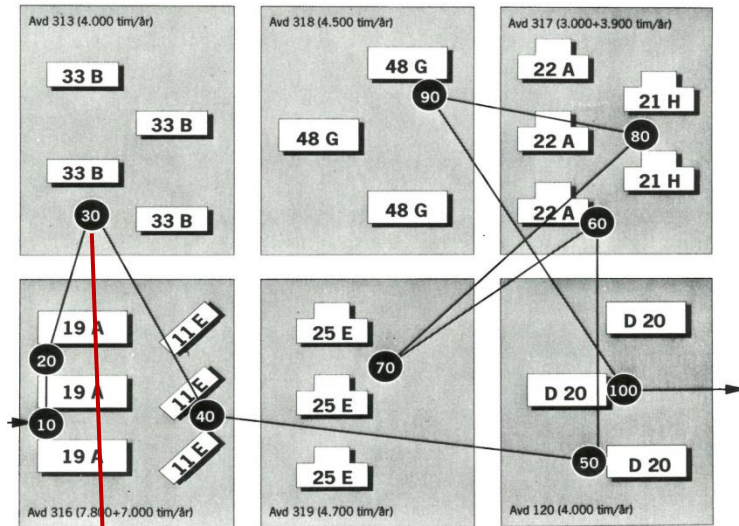 Avd 313 (4.000 tim/år)
33 B
33 B
33 B
33 B
30
Avd 318 (4.500 tim/år)
48 G
90
48 G
48 G
Avd 317 (3.000+3.900 tim/år)
22 A
21 H
22 A
80
21 H
22 A
60
19 A
11 E
20
19 A
11 E
40
10
19 A
11 E
Avd 316 (7.800+7.000 tim/år)
25 E
70
25 E
25 E
Avd 319 (4.700 tim/år)
D 20
D 20
100
50
D 20
Avd 120 (4.000 tim/år)